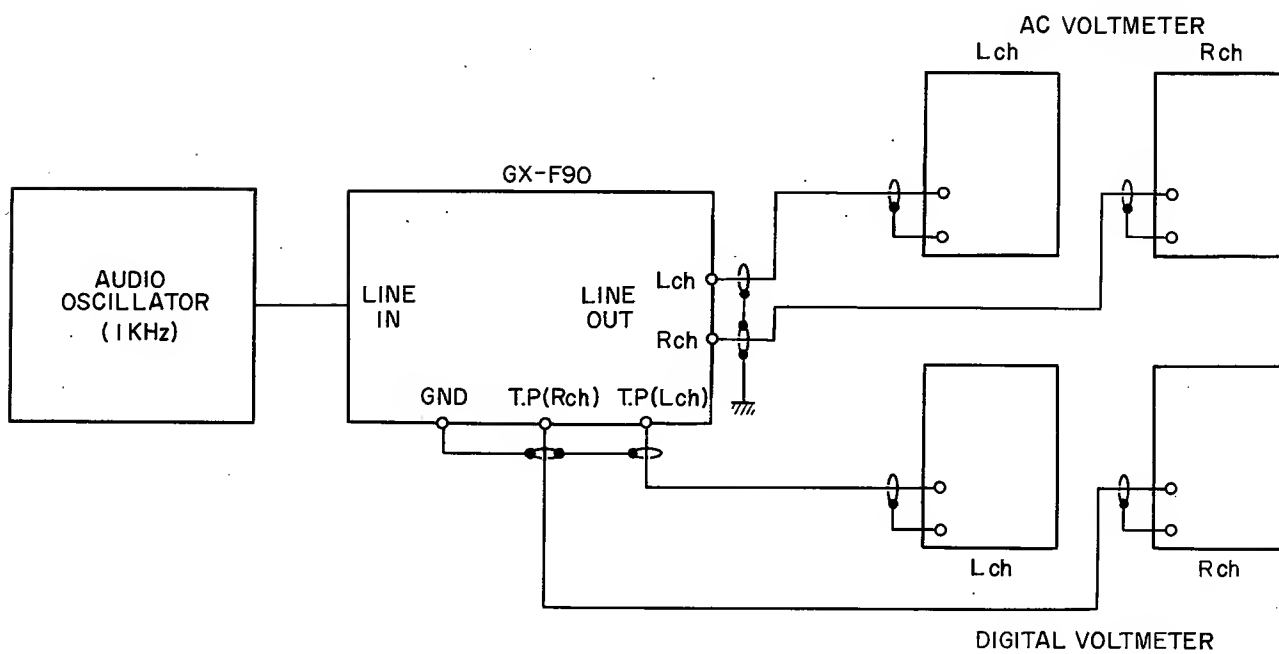 AC VOLTMETER
Lch
Rch
GX-F90
AUDIO
OSCILLATOR
(1KHz)
LINE
IN
LINE
OUT
Lch
Rch
GND
T.P(Rch)
T.P(Lch)
Lch
Rch
DIGITAL VOLTMETER